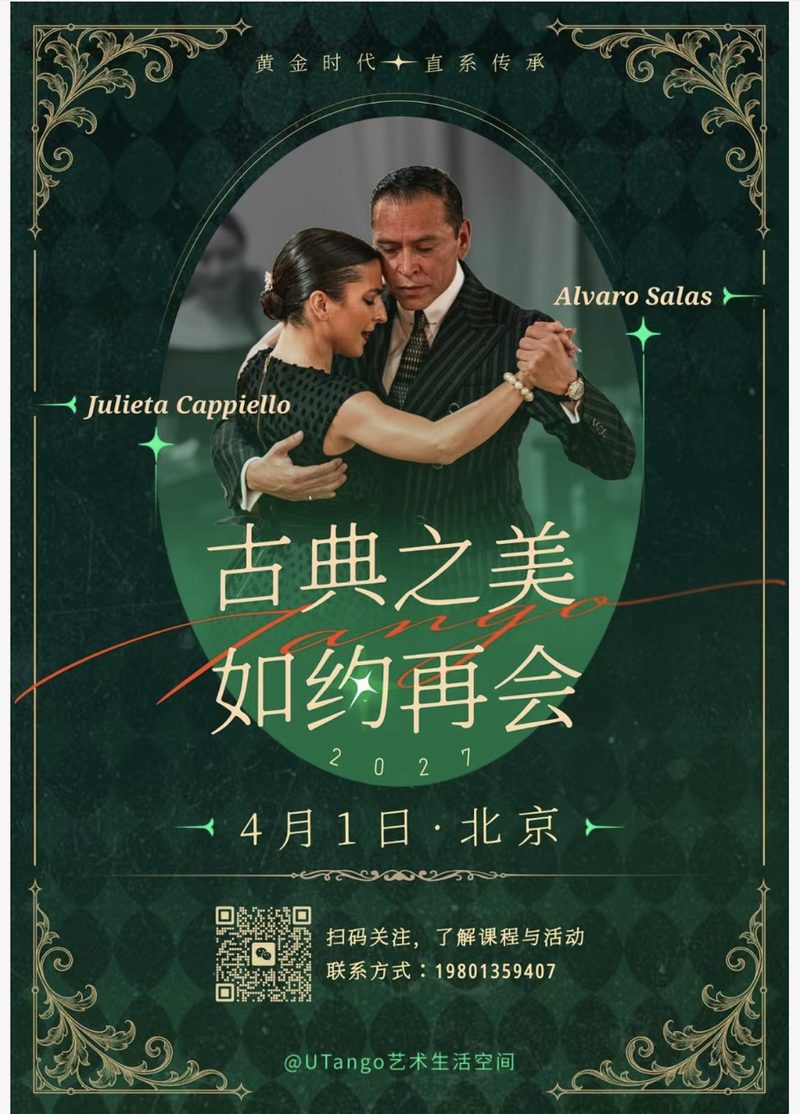 黄金时代 直系传承
Alvaro Salas
Julieta Cappiello
古典之美
Tango
如约再会
2027
4月1日·北京
扫码关注，了解课程与活动
联系方式：19801359407
@UTango艺术生活空间